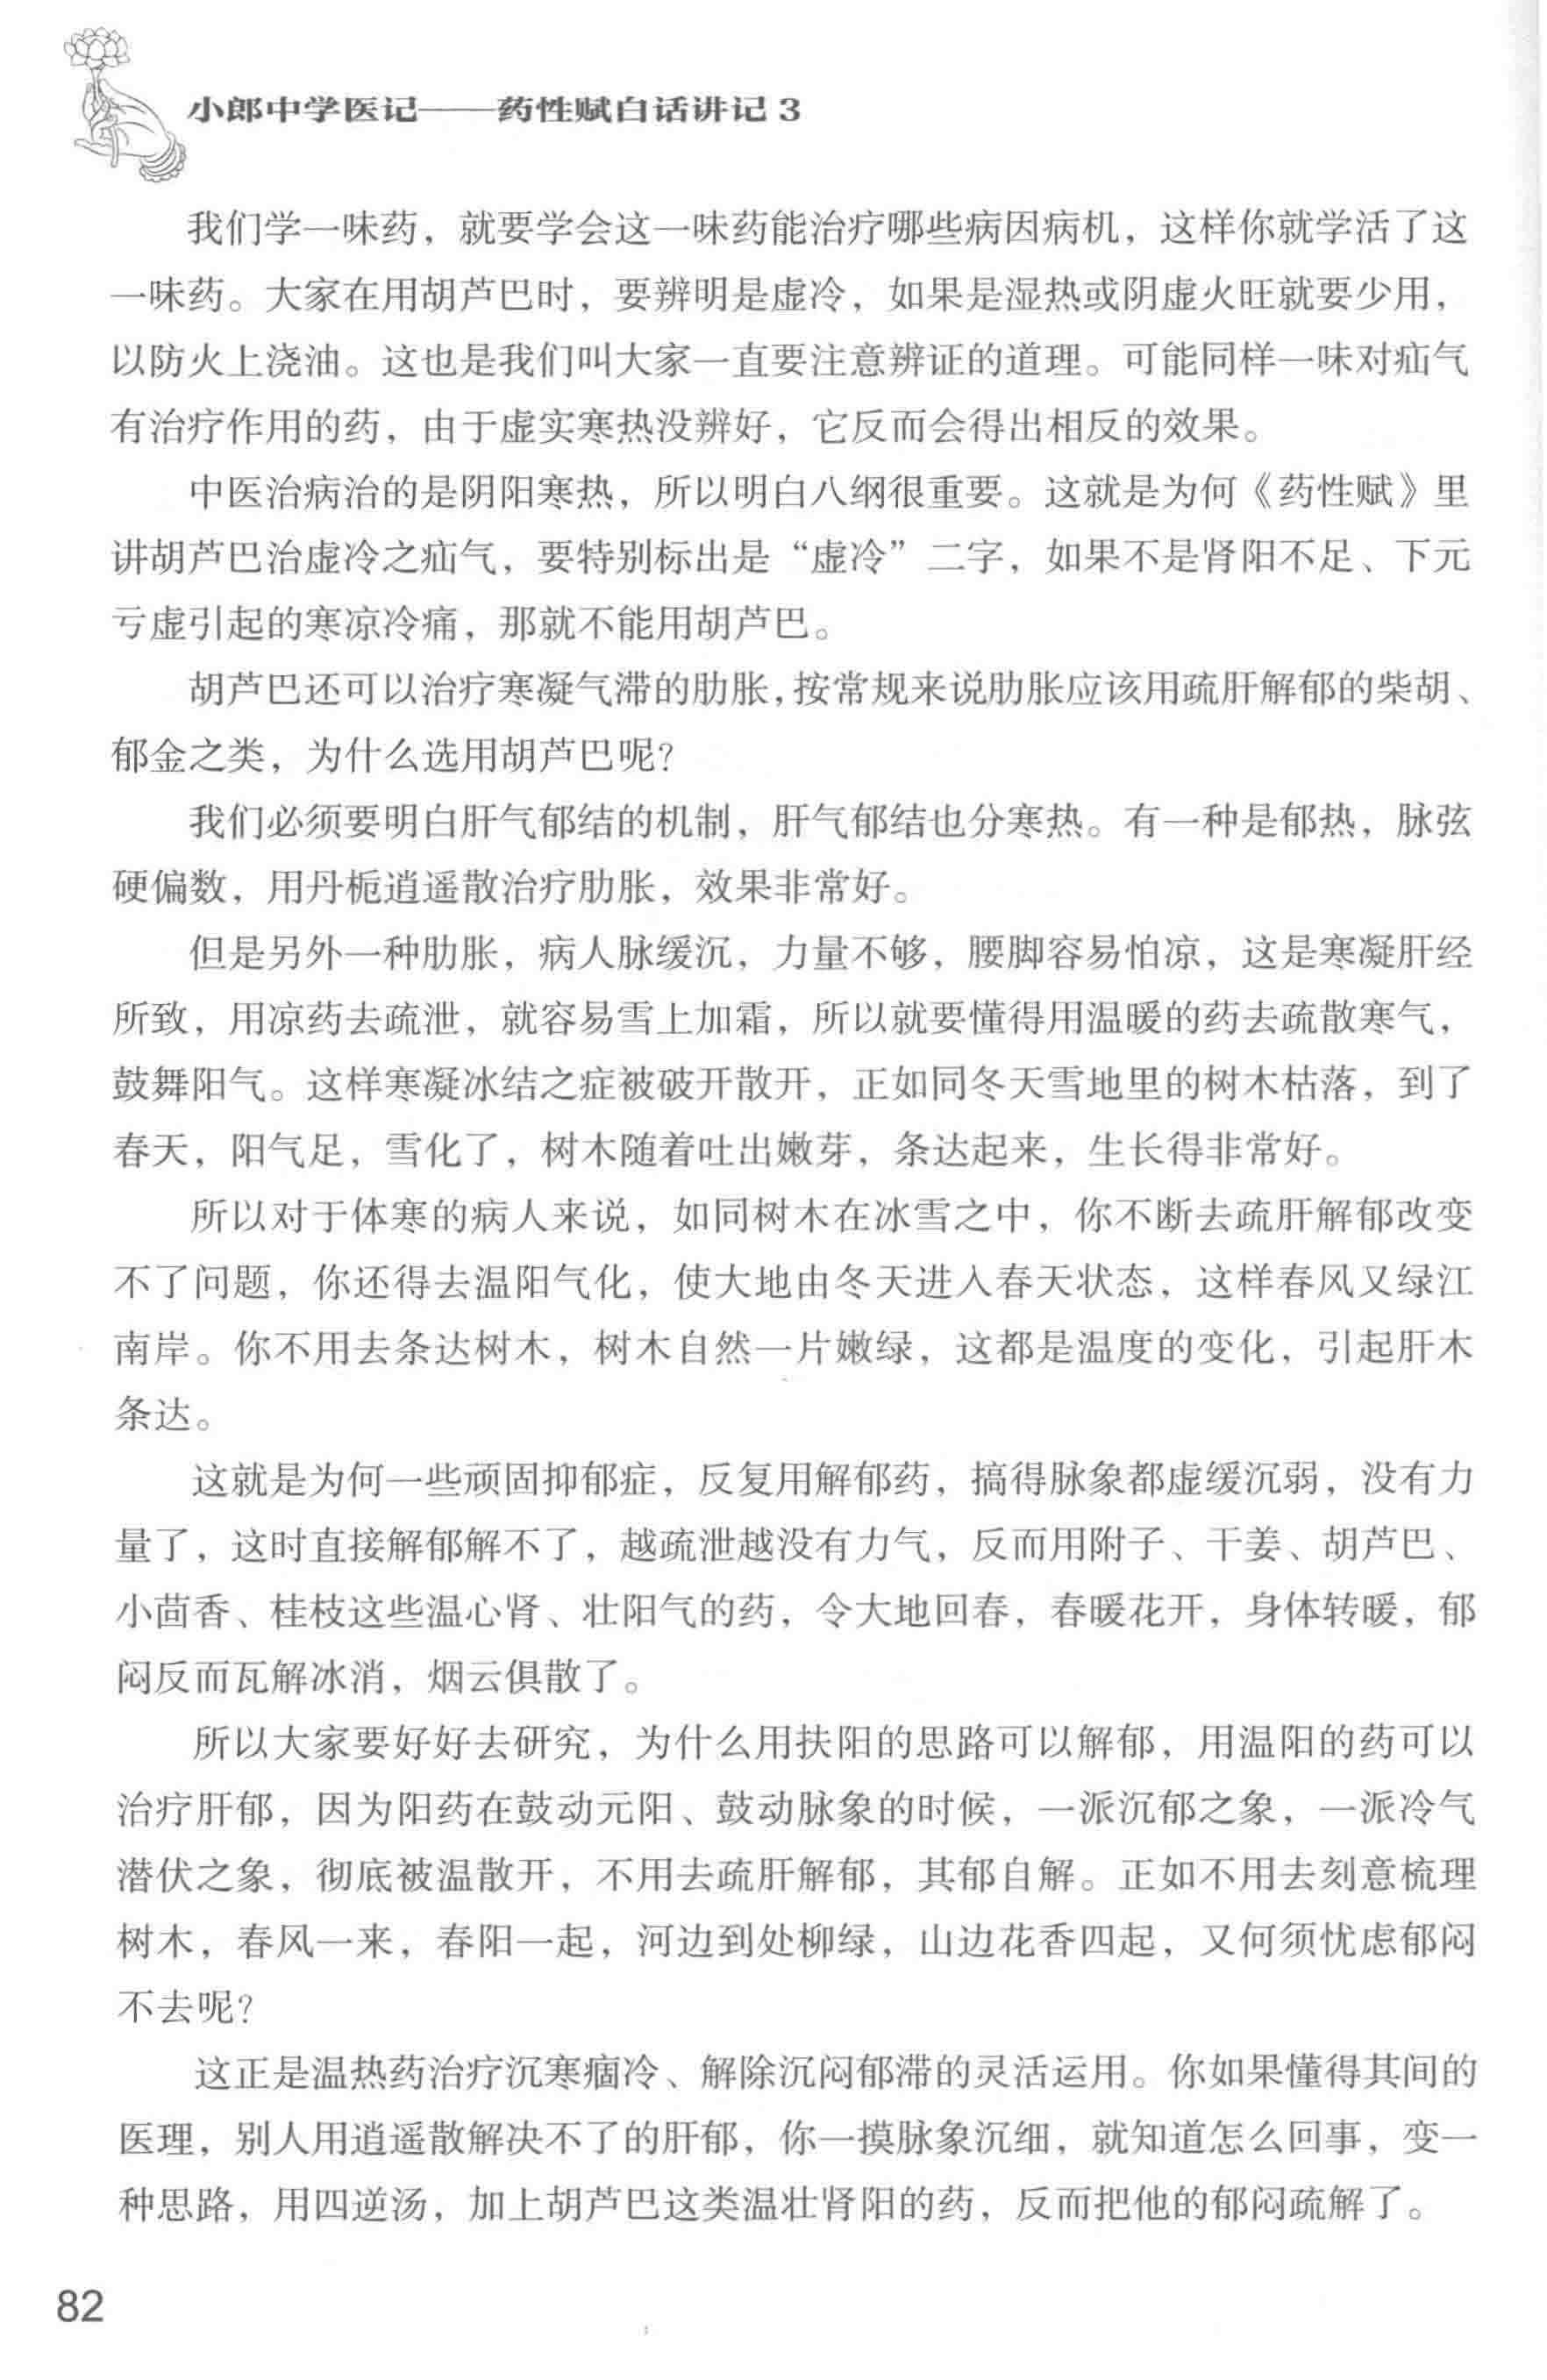 小郎中学医记——药性赋白话讲记 3
我们学一味药，就要学会这一味药能治疗哪些病因病机，这样你就学活了这
一味药。大家在用胡芦巴时，要辨明是虚冷，如果是湿热或阴虚火旺就要少用，
以防火上浇油。这也是我们叫大家一直要注意辨证的道理。可能同样一味对疝气
有治疗作用的药，由于虚实寒热没辨好，它反而会得出相反的效果。
中医治病治的是阴阳寒热，所以明白八纲很重要。这就是为何《药性赋》里
讲胡芦巴治虚冷之疝气，要特别标出是“虚冷”二字，如果不是肾阳不足、下元
亏虚引起的寒凉冷痛，那就不能用胡芦巴。
胡芦巴还可以治疗寒凝气滞的肋胀，按常规来说肋胀应该用疏肝解郁的柴胡、
郁金之类，为什么选用胡芦巴呢？
我们必须要明白肝气郁结的机制，肝气郁结也分寒热。有一种是郁热，脉弦
硬偏数，用丹栀逍遥散治疗肋胀，效果非常好。
但是另外一种肋胀，病人脉缓沉，力量不够，腰脚容易怕凉，这是寒凝肝经
所致，用凉药去疏泄，就容易雪上加霜，所以就要懂得用温暖的药去疏散寒气，
鼓舞阳气。这样寒凝冰结之症被破开散开，正如同冬天雪地里的树木枯落，到了
春天，阳气足，雪化了，树木随着吐出嫩芽，条达起来，生长得非常好。
所以对于体寒的病人来说，如同树木在冰雪之中，你不断去疏肝解郁改变
不了问题，你还得去温阳气化，使大地由冬天进入春天状态，这样春风又绿江
南岸。你不用去条达树木，树木自然一片嫩绿，这都是温度的变化，引起肝木
条达。
这就是为何一些顽固抑郁症，反复用解郁药，搞得脉象都虚缓沉弱，没有力
量了，这时直接解郁解不了，越疏泄越没有力气，反而用附子、干姜、胡芦巴、
小茴香、桂枝这些温心肾、壮阳气的药，令大地回春，春暖花开，身体转暖，郁
闷反而瓦解冰消，烟云俱散了。
所以大家要好好去研究，为什么用扶阳的思路可以解郁，用温阳的药可以
治疗肝郁，因为阳药在鼓动元阳、鼓动脉象的时候，一派沉郁之象，一派冷气
潜伏之象，彻底被温散开，不用去疏肝解郁，其郁自解。正如不用去刻意梳理
树木，春风一来，春阳一起，河边到处柳绿，山边花香四起，又何须忧虑郁闷
不去呢？
这正是温热药治疗沉寒痼冷、解除沉闷郁滞的灵活运用。你如果懂得其间的
医理，别人用逍遥散解决不了的肝郁，你一摸脉象沉细，就知道怎么回事，变一
种思路，用四逆汤，加上胡芦巴这类温壮肾阳的药，反而把他的郁闷疏解了。
82